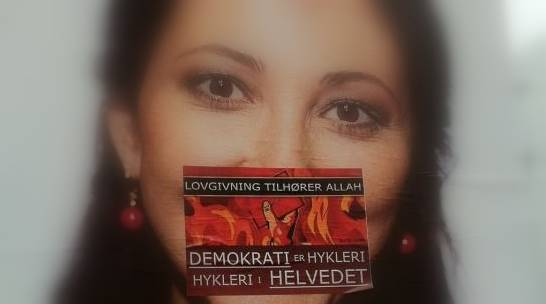 LOVGIVNING TILHØRER ALLAH
DEMOKRATI ER HYKLERI
HYKLERI I HELVEDET